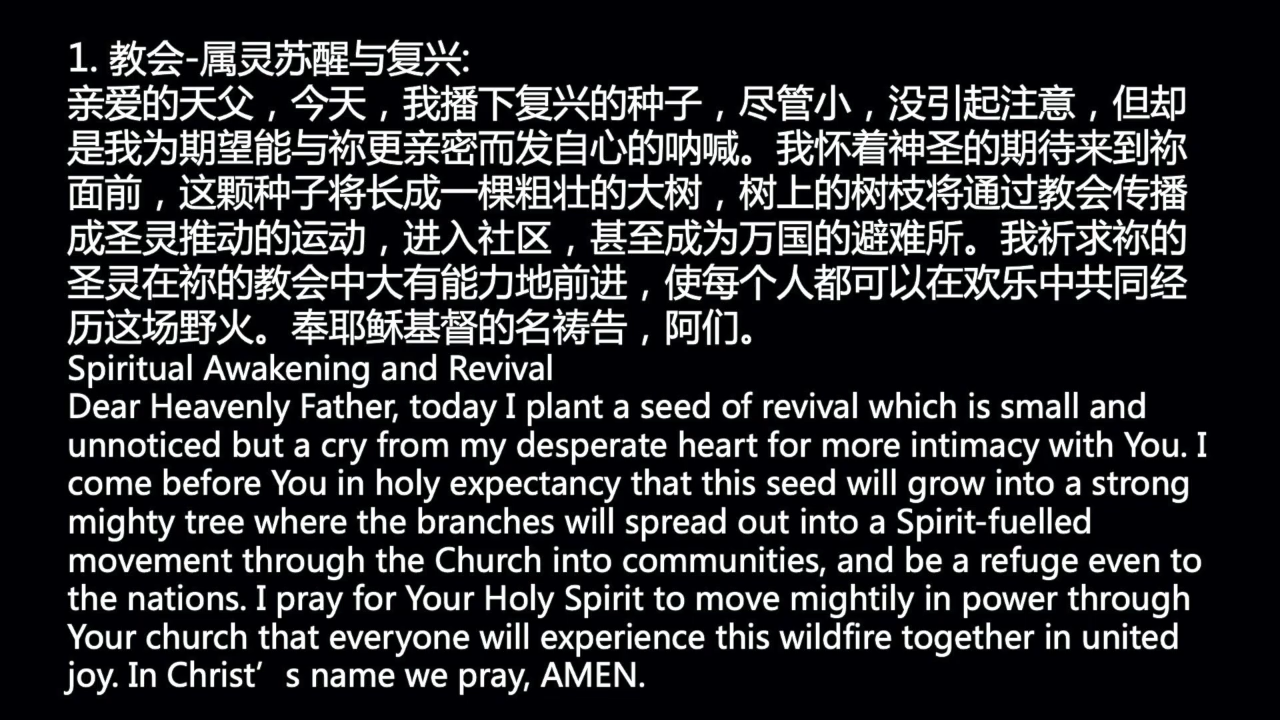 1. 教会-属灵苏醒与复兴:
亲爱的天父，今天，我播下复兴的种子，尽管小，没引起注意，但却
是我为期望能与祢更亲密而发自心的呐喊。我怀着神圣的期待来到祢
面前，这颗种子将长成一棵粗壮的大树，树上的树枝将通过教会传播
成圣灵推动的运动，进入社区，甚至成为万国的避难所。我祈求祢的
圣灵在祢的教会中大有能力地前进，使每个人都可以在欢乐中共同经
历这场野火。奉耶稣基督的名祷告，阿们。
Spiritual Awakening and Revival
Dear Heavenly Father, today I plant a seed of revival which is small and
unnoticed but a cry from my desperate heart for more intimacy with You. I
come before You in holy expectancy that this seed will grow into a strong
mighty tree where the branches will spread out into a Spirit-fuelled
movement through the Church into communities, and be a refuge even to
the nations. I pray for Your Holy Spirit to move mightily in power through
Your church that everyone will experience this wildfire together in united
joy. In Christ’s name we pray, AMEN.